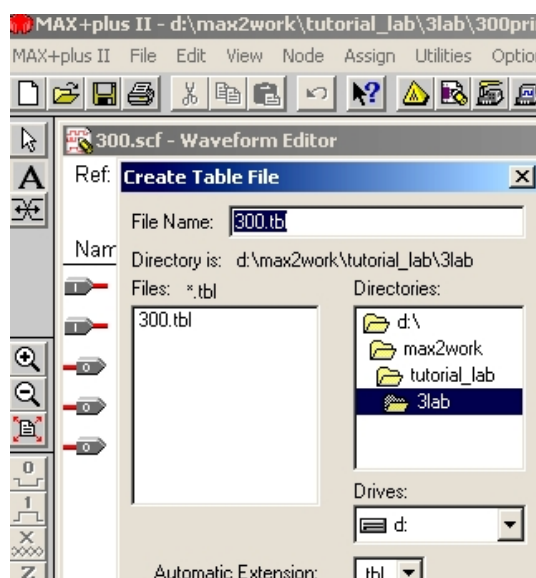 MAX+plus II - d:\max2work\tutorial_lab\3lab\300pri
MAX+plus II File Edit View Node Assign Utilities Optio
300.scf - Waveform Editor
Ref:
Create Table File
File Name: 300.tbl
Nam
Directory is: d:\max2work\tutorial_lab\3lab
Files: *.tbl
Directories:
300.tbl
d:\
max2work
tutorial_lab
3lab
Drives:
d:
Automatic Extension: .tbl
A
0
1
X
Z